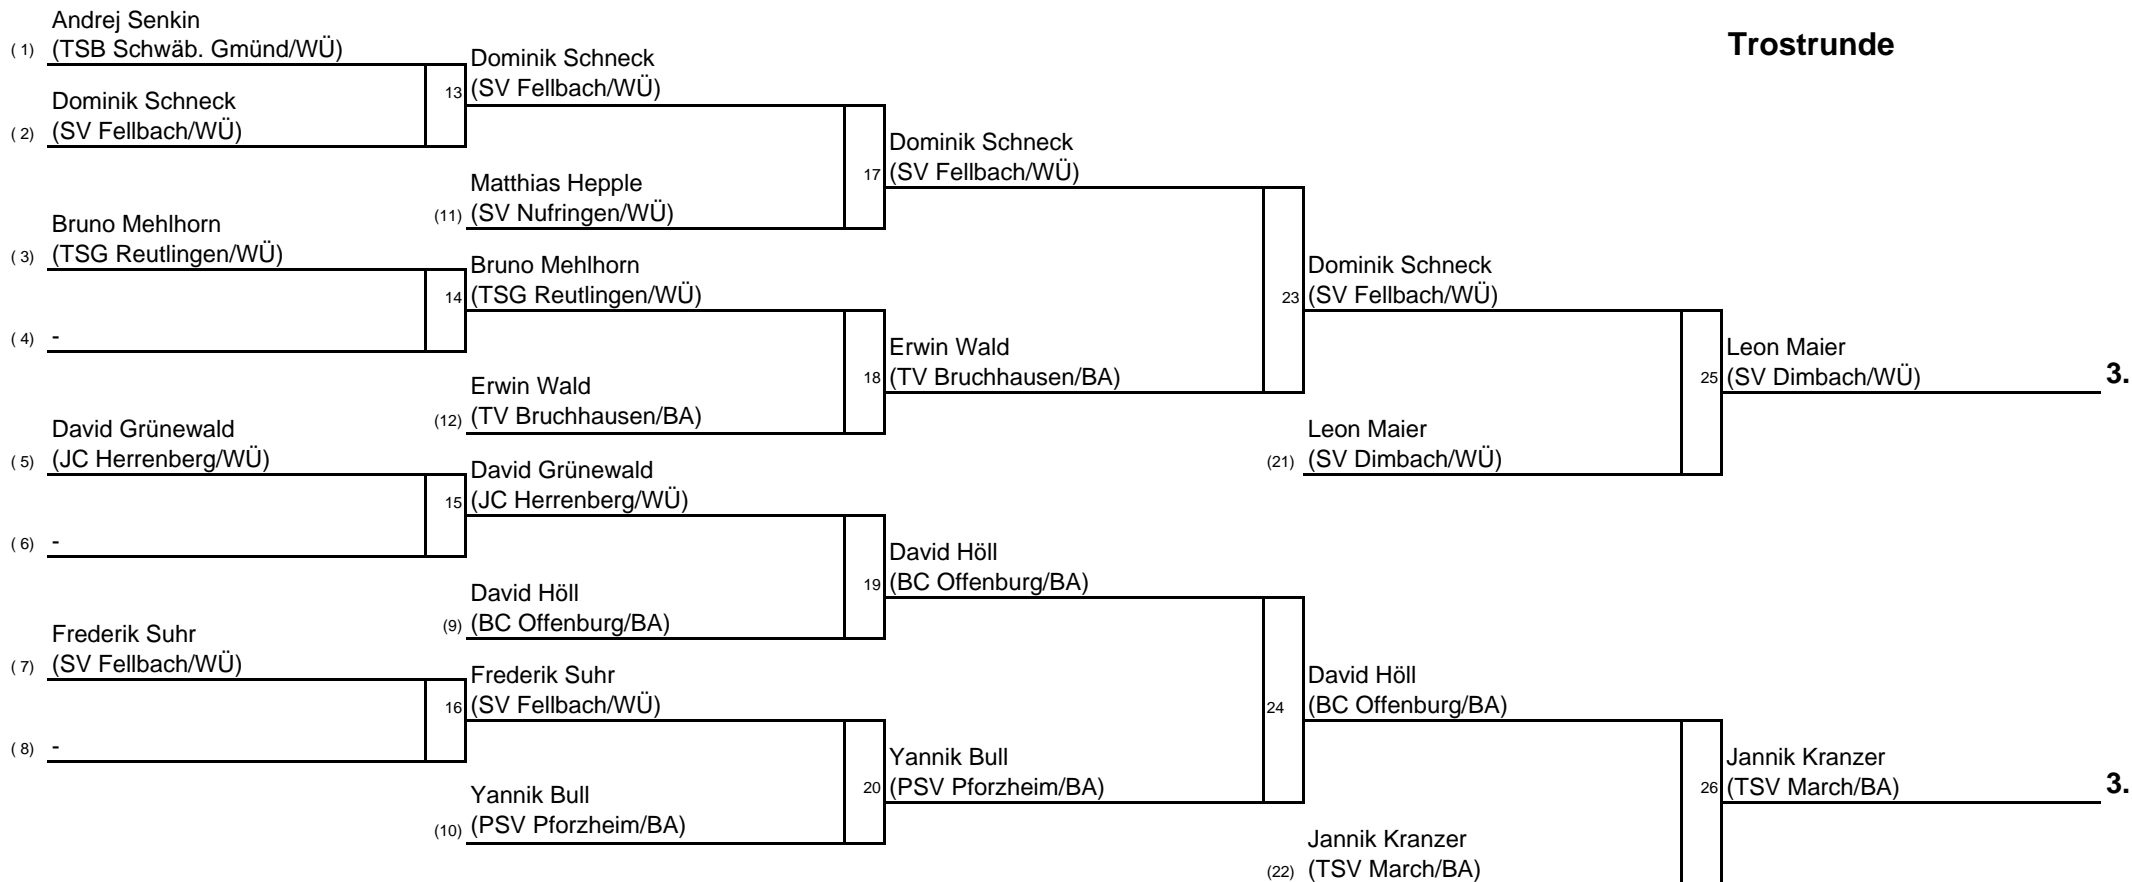 Trostrunde
Andrej Senkin
( 1) (TSB Schwäb. Gmünd/WÜ)
Dominik Schneck
( 2) (SV Fellbach/WÜ)
Bruno Mehlhorn
( 3) (TSG Reutlingen/WÜ)
( 4) -
David Grünewald
( 5) (JC Herrenberg/WÜ)
( 6) -
Frederik Suhr
( 7) (SV Fellbach/WÜ)
( 8) -
Dominik Schneck
13 (SV Fellbach/WÜ)
Matthias Hepple
(11) (SV Nufringen/WÜ)
Bruno Mehlhorn
14 (TSG Reutlingen/WÜ)
Erwin Wald
(12) (TV Bruchhausen/BA)
David Grünewald
15 (JC Herrenberg/WÜ)
David Höll
(9) (BC Offenburg/BA)
Frederik Suhr
16 (SV Fellbach/WÜ)
Yannik Bull
(10) (PSV Pforzheim/BA)
Dominik Schneck
17 (SV Fellbach/WÜ)
Erwin Wald
18 (TV Bruchhausen/BA)
David Höll
19 (BC Offenburg/BA)
Yannik Bull
20 (PSV Pforzheim/BA)
Dominik Schneck
23 (SV Fellbach/WÜ)
Leon Maier
(21) (SV Dimbach/WÜ)
David Höll
24 (BC Offenburg/BA)
Jannik Kranzer
(22) (TSV March/BA)
Leon Maier
25 (SV Dimbach/WÜ) 3.
Jannik Kranzer
26 (TSV March/BA) 3.